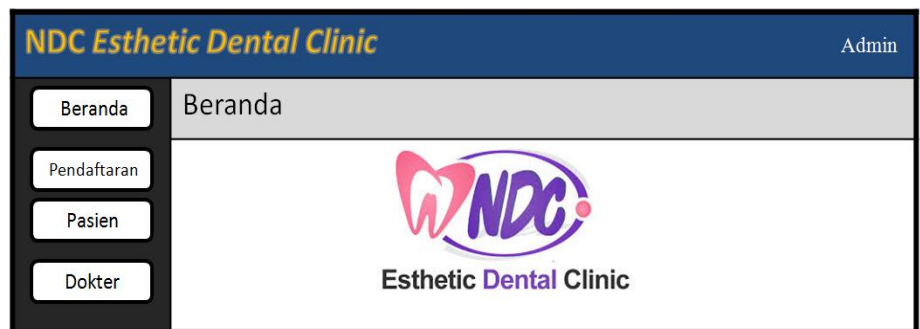 NDC Esthetic Dental Clinic
Admin
Beranda
Pendaftaran
Pasien
Dokter
Beranda
NDC
Esthetic Dental Clinic